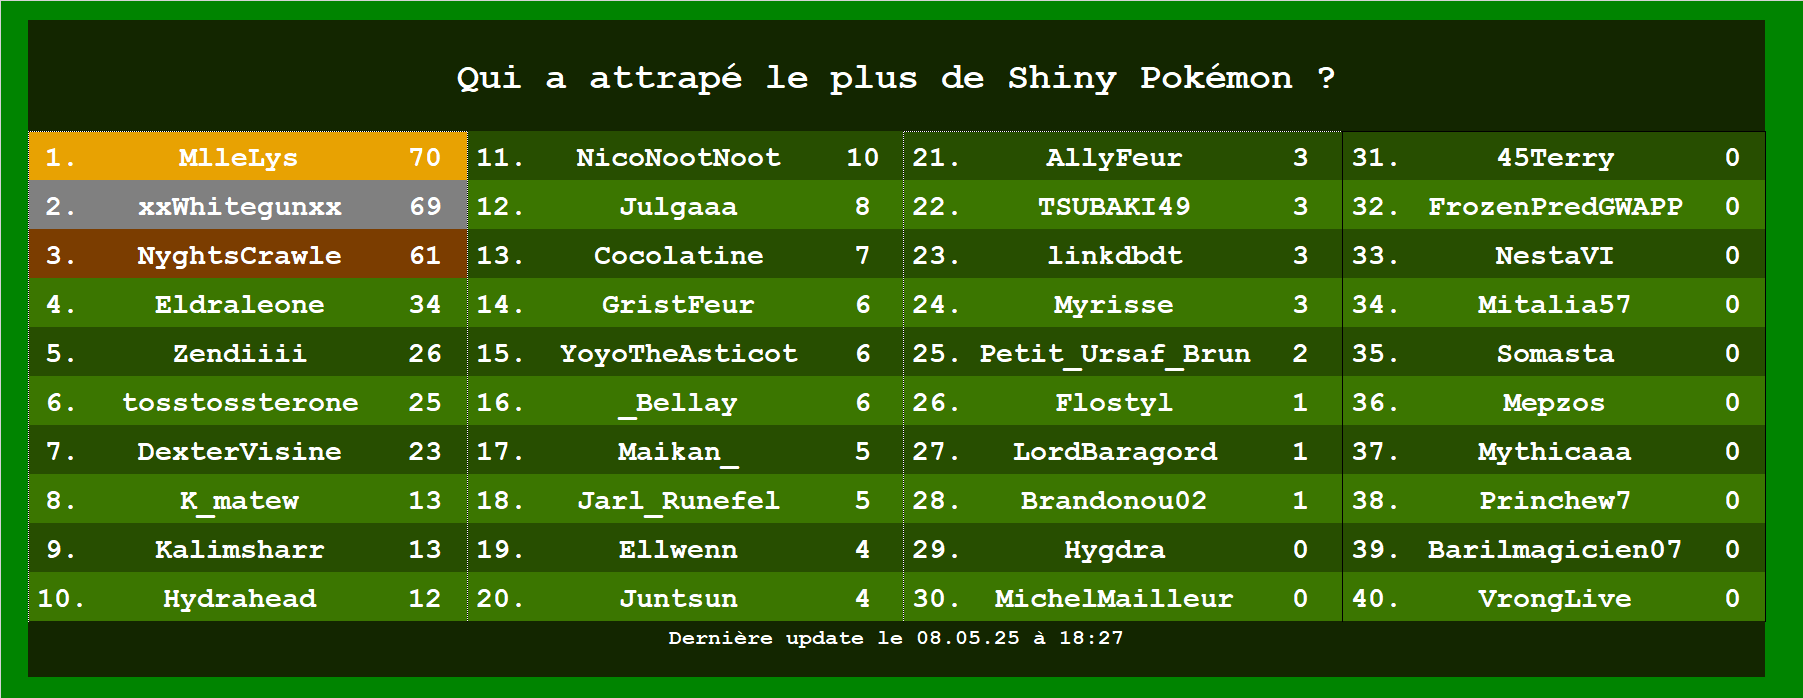 Qui a attrapé le plus de Shiny Pokémon ?
1. MlleLys 70 11. NicoNootNoot 10 21. AllyFeur 3 31. 45Terry 0
2. xxWhitegunxx 69 12. Julgaaa 8 22. TSUBAKI49 3 32. FrozenPredGWAPP 0
3. NyghtsCrawle 61 13. Cocolatine 7 23. linkdbdt 3 33. NestaVI 0
4. Eldraleone 34 14. GristFeur 6 24. Myrisse 3 34. Mitalia57 0
5. Zendiiii 26 15. YoyoTheAsticot 6 25. Petit_Ursaf_Brun 2 35. Somasta 0
6. tosstossterone 25 16. _Bellay 6 26. Flostyl 1 36. Mepzos 0
7. DexterVisine 23 17. Maikan_ 5 27. LordBaragord 1 37. Mythicaaa 0
8. K_matew 13 18. Jarl_Runefel 5 28. Brandonou02 1 38. Princhew7 0
9. Kalimsharr 13 19. Ellwenn 4 29. Hygdra 0 39. Barilmagicien07 0
10. Hydrahead 12 20. Juntsun 4 30. MichelMailleur 0 40. VrongLive 0
Dernière update le 08.05.25 à 18:27